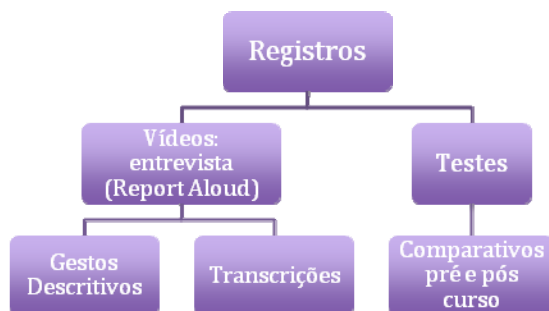 Registros
Vídeos:
entrevista
(Report Aloud)
Testes
Gestos
Descritivos
Transcrições
Comparativos
pré e pós
curso